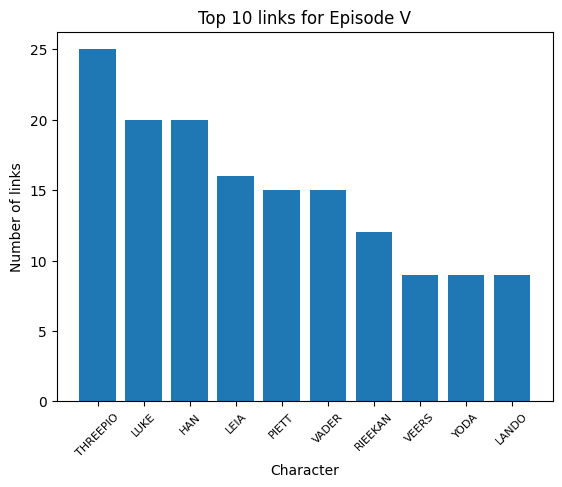 Top 10 links for Episode V
Number of links
25
20
15
10
5
0
THREEPIO
LUKE
HAN
LEIA
PIETT
VADER
RIEEKAN
VEERS
YODA
LANDO
Character